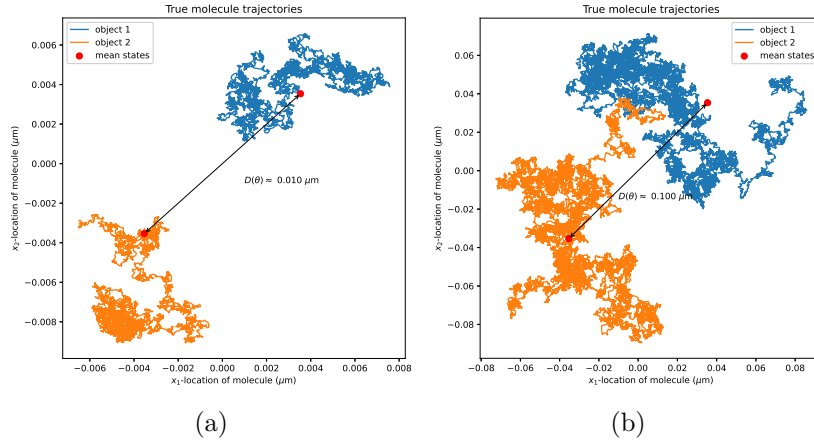 True molecule trajectories
object 1
object 2
mean states
0.006
0.004
0.002
0.000
−0.002
−0.004
−0.006
−0.008
x₂-location of molecule (μm)
D(θ) ≈ 0.010 μm
−0.006
−0.004
−0.002
0.000
0.002
0.004
0.006
0.008
x₁-location of molecule (μm)
(a)
True molecule trajectories
object 1
object 2
mean states
0.06
0.04
0.02
0.00
−0.02
−0.04
−0.06
−0.08
x₂-location of molecule (μm)
D(θ) ≈ 0.100 μm
−0.08
−0.06
−0.04
−0.02
0.00
0.02
0.04
0.06
0.08
x₁-location of molecule (μm)
(b)